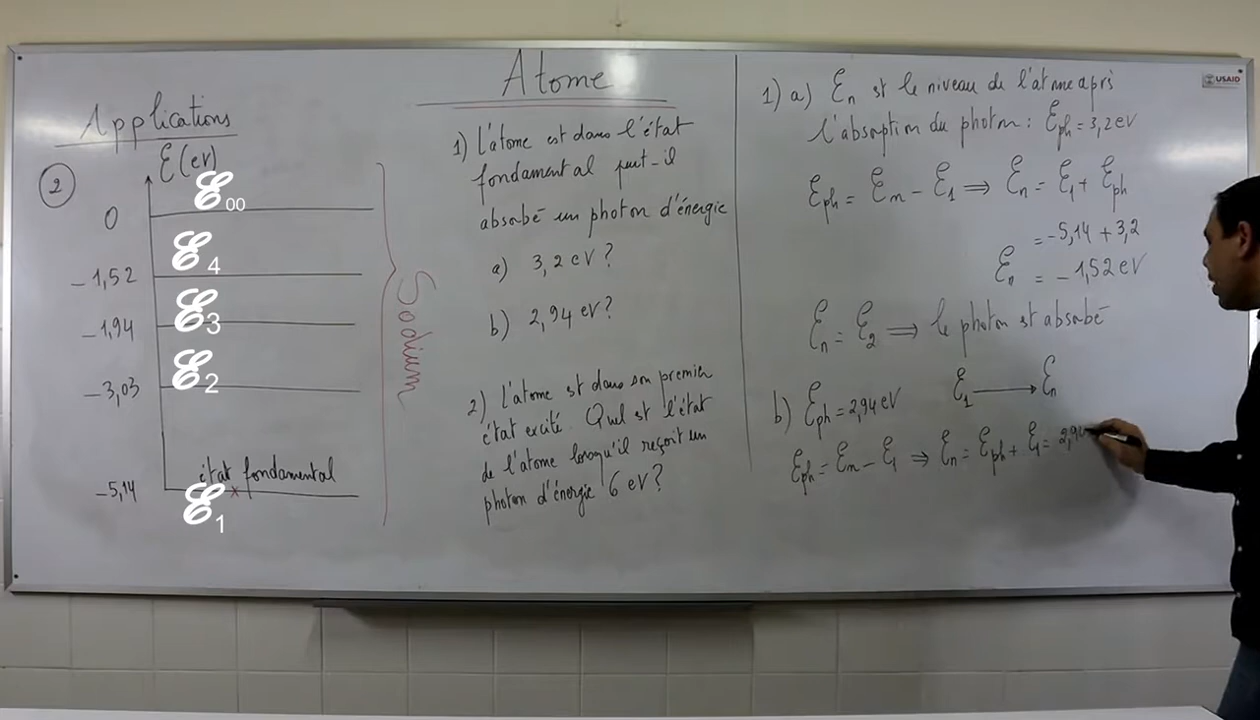 Atome
Applications
2
E(ev)
ℰ00
0
ℰ4
-1,52
ℰ3
-1,94
ℰ2
-3,03
état fondamental
-5,14
ℰ1
Sodium
1) L'atome est dans l'état
fondamental peut-il
absorbé un photon d'énergie
a) 3,2 eV?
b) 2,94 eV?
2) L'atome st dans son premier
état excité. Quel st l'état
de l'atome lorsqu'il reçoit un
photon d'énergie 6 eV?
USAID
1) a) ℰn st le niveau de l'atome après
l'absorption du photon: ℰph = 3,2 eV
ℰph = ℰn - ℰ1 ⟹ ℰn = ℰ1 + ℰph
= -5,14 + 3,2
ℰn = -1,52 eV
ℰn = ℰ2 ⟹ le photon st absorbé
b) ℰph = 2,94 eV ℰ1 ⟶ ℰn
ℰph = ℰn - ℰ1 ⇒ ℰn = ℰph + ℰ1 = 2,94